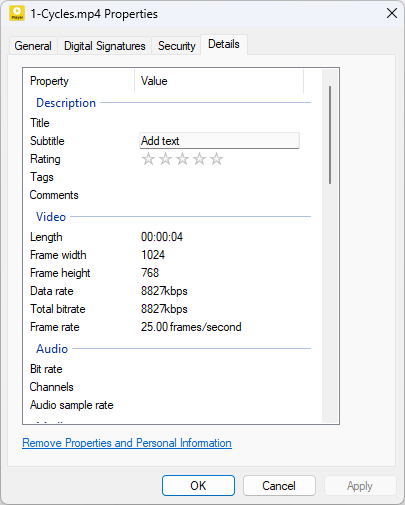 Player
1-Cycles.mp4 Properties
General Digital Signatures Security Details
Property Value
Description
Title
Subtitle Add text
Rating
Tags
Comments
Video
Length 00:00:04
Frame width 1024
Frame height 768
Data rate 8827kbps
Total bitrate 8827kbps
Frame rate 25.00 frames/second
Audio
Bit rate
Channels
Audio sample rate
Remove Properties and Personal Information
OK Cancel Apply